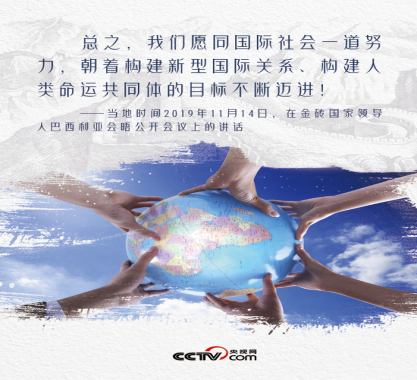 总之，我们愿同国际社会一道努
力，朝着构建新型国际关系、构建人
类命运共同体的目标不断迈进！
——当地时间2019年11月14日，在金砖国家领导
人巴西利亚会晤公开会议上的讲话
CCTV央视网
com